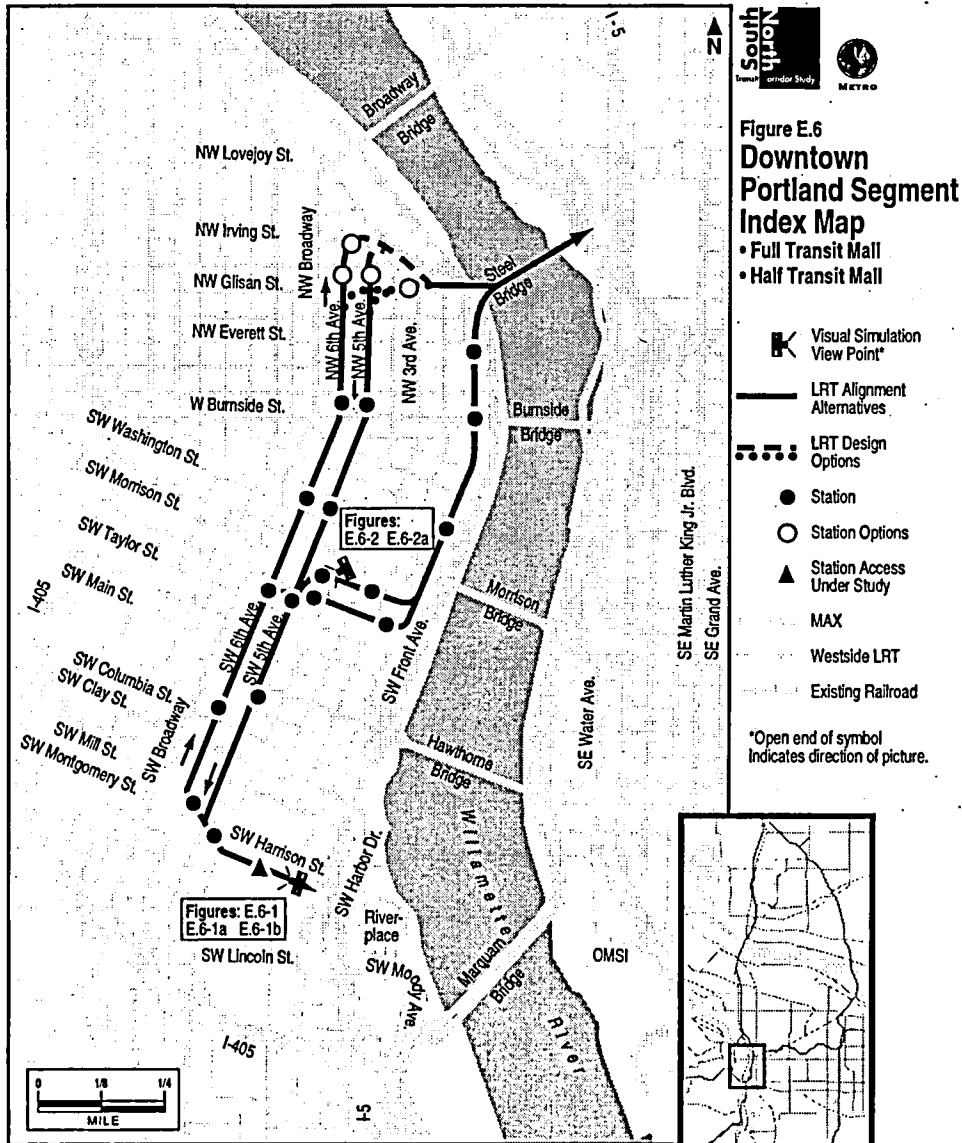 South
North
Transit Corridor Study
METRO
Figure E.6
Downtown
Portland Segment
Index Map
• Full Transit Mall
• Half Transit Mall
Visual Simulation
View Point*
LRT Alignment
Alternatives
LRT Design
Options
Station
Station Options
Station Access
Under Study
MAX
Westside LRT
Existing Railroad
*Open end of symbol
Indicates direction of picture.
I-5
N
Broadway
Bridge
NW Lovejoy St.
NW Irving St.
NW Broadway
NW Glisan St.
Steel
Bridge
NW Everett St.
NW 6th Ave.
NW 5th Ave.
NW 3rd Ave.
W Burnside St.
Burnside
Bridge
SW Washington St.
SW Morrison St.
Figures:
E.6-2 E.6-2a
SW Taylor St.
SW Main St.
I-405
Morrison
Bridge
SE Martin Luther King Jr. Blvd.
SE Grand Ave.
SW 6th Ave.
SW 5th Ave.
SW Front Ave.
SW Columbia St.
SW Clay St.
SW Broadway
SE Water Ave.
SW Mill St.
SW Montgomery St.
Hawthorne
Bridge
SW Harrison St.
SW Harbor Dr.
Willamette
Figures: E.6-1
E.6-1a E.6-1b
River-
place
SW Lincoln St.
SW Moody Ave.
Marquam
Bridge
OMSI
River
I-405
I-5
0 1/8 1/4
MILE